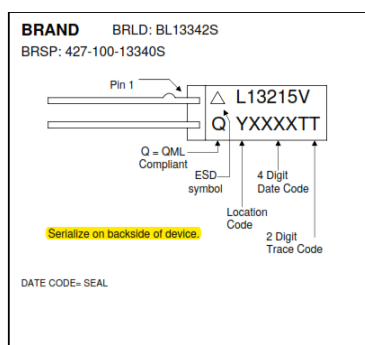 BRAND BRLD: BL13342S
BRSP: 427-100-13340S
Pin 1
L13215V
Q YXXXXTT
Q = QML
Compliant
ESD
symbol
4 Digit
Date Code
Location
Code
2 Digit
Trace Code
Serialize on backside of device.
DATE CODE= SEAL